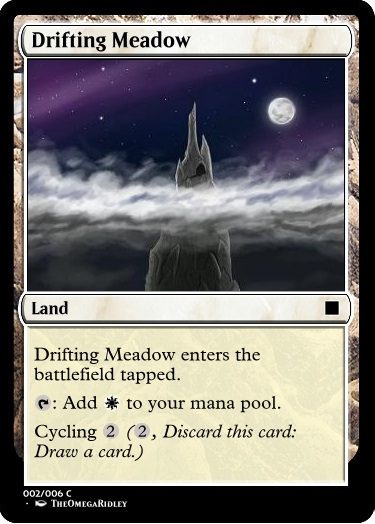 Drifting Meadow
Land
Drifting Meadow enters the
battlefield tapped.
: Add to your mana pool.
Cycling 2 (2, Discard this card:
Draw a card.)
002/006 C
· TheOmegaRidley